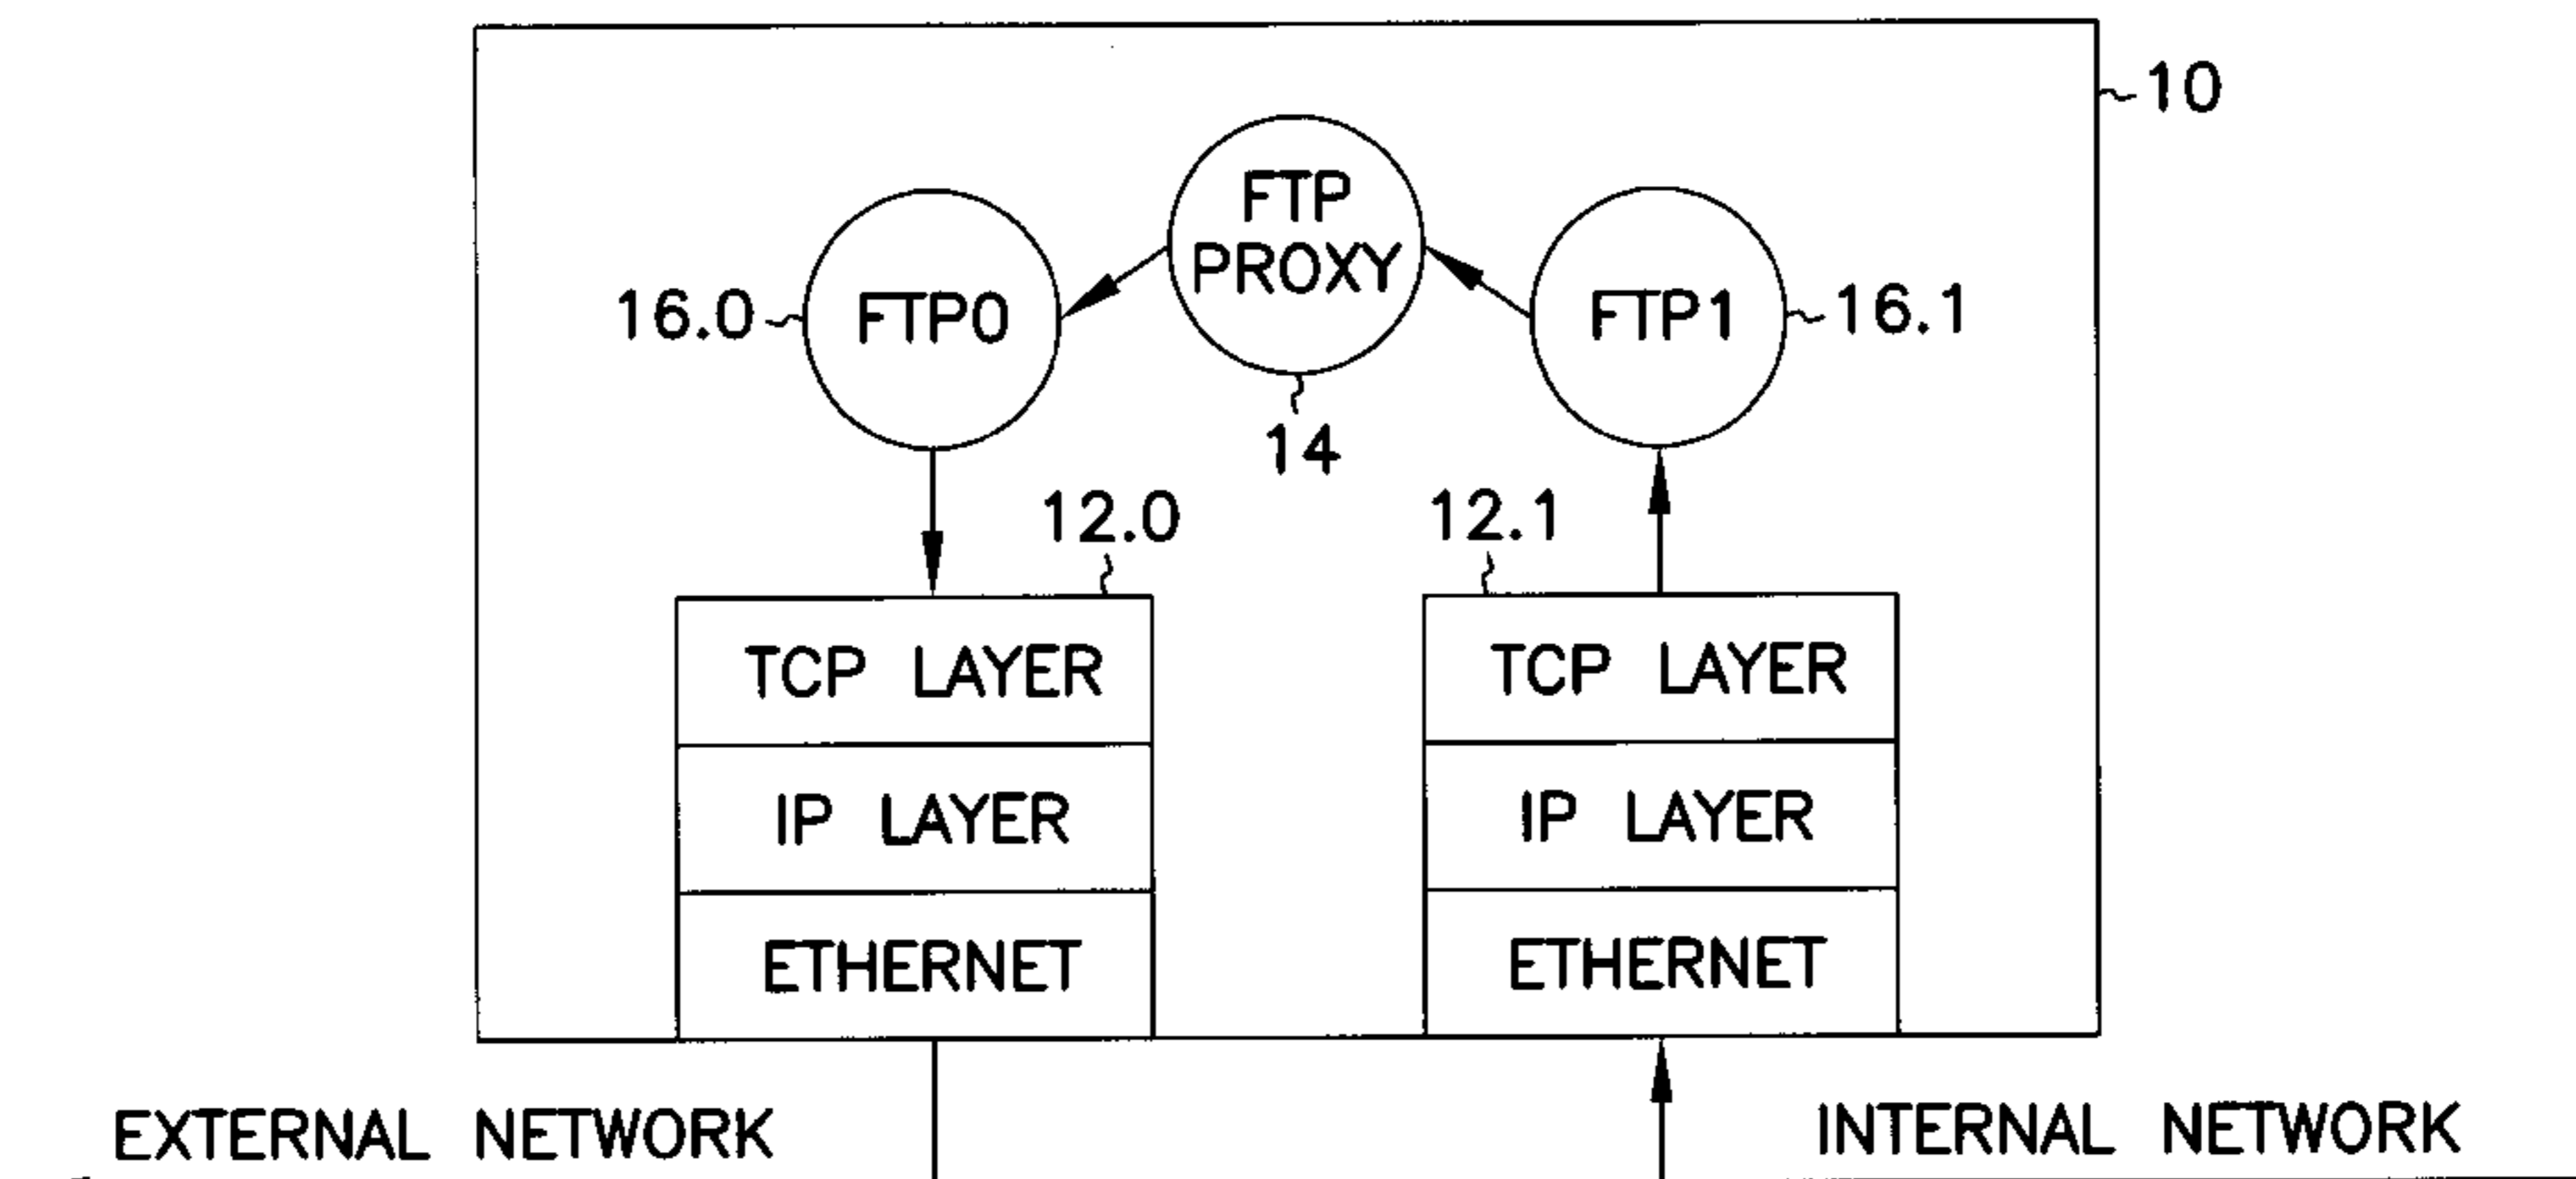 10
FTP
PROXY
16.0
FTP0
FTP1
16.1
14
12.0
12.1
TCP LAYER
TCP LAYER
IP LAYER
IP LAYER
ETHERNET
ETHERNET
EXTERNAL NETWORK
INTERNAL NETWORK